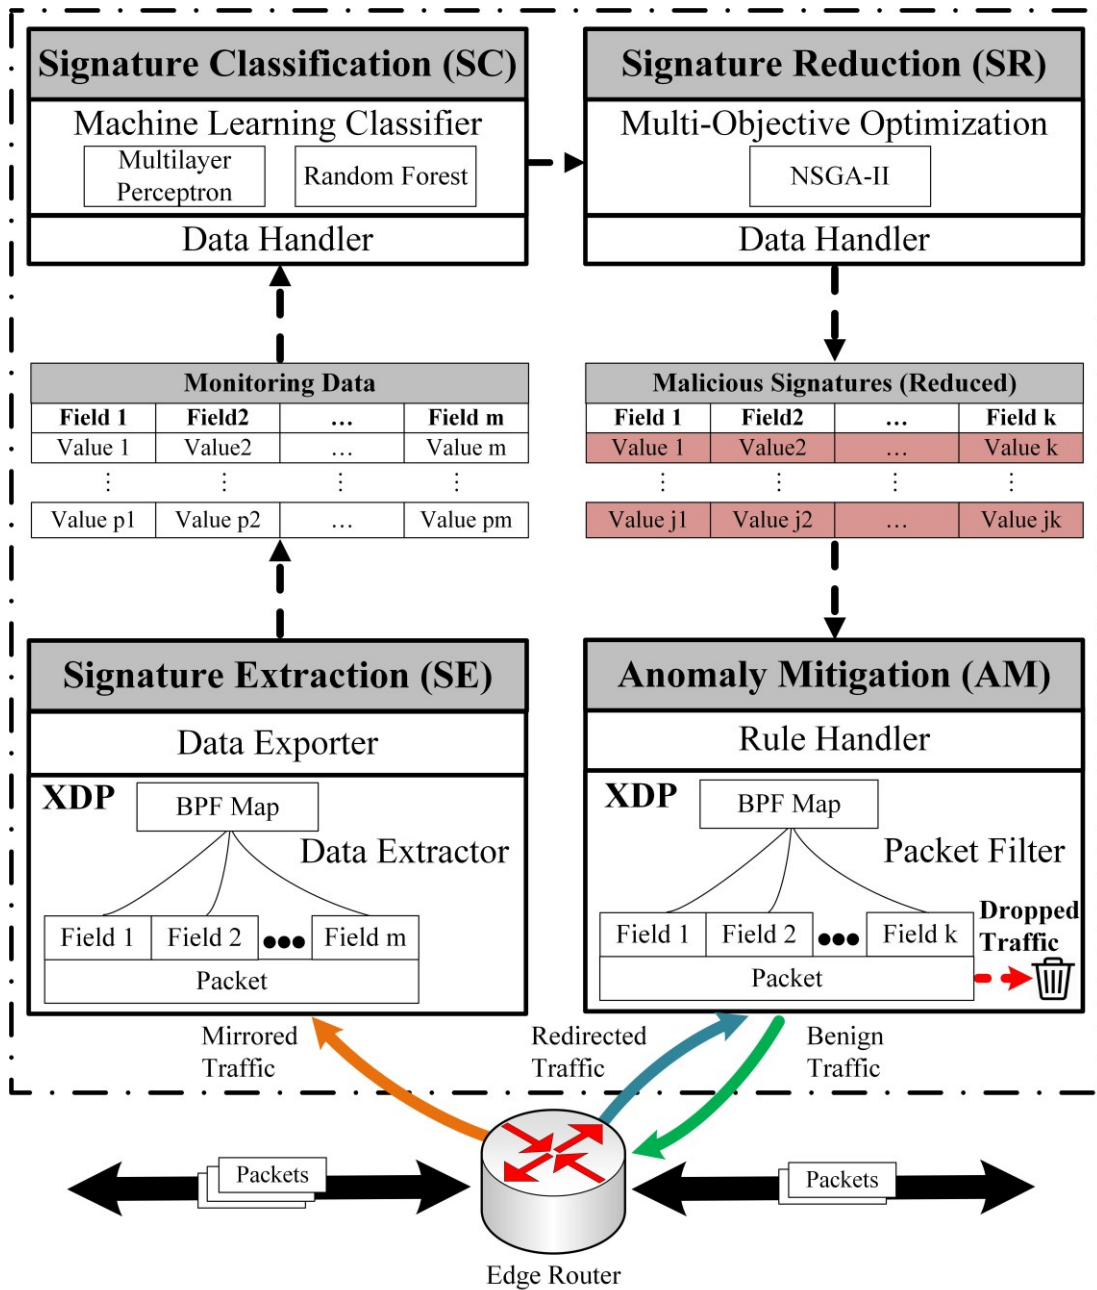 Signature Classification (SC)
Machine Learning Classifier
Multilayer
Perceptron
Random Forest
Data Handler
Signature Reduction (SR)
Multi-Objective Optimization
NSGA-II
Data Handler
Monitoring Data
Field 1 Field2 ... Field m
Value 1 Value2 ... Value m
Value p1 Value p2 ... Value pm
Malicious Signatures (Reduced)
Field 1 Field2 ... Field k
Value 1 Value2 ... Value k
Value j1 Value j2 ... Value jk
Signature Extraction (SE)
Data Exporter
XDP
BPF Map
Data Extractor
Field 1 Field 2 ●●● Field m
Packet
Anomaly Mitigation (AM)
Rule Handler
XDP
BPF Map
Packet Filter
Field 1 Field 2 ●●● Field k
Packet
Dropped
Traffic
Mirrored
Traffic
Redirected
Traffic
Benign
Traffic
Packets
Packets
Edge Router